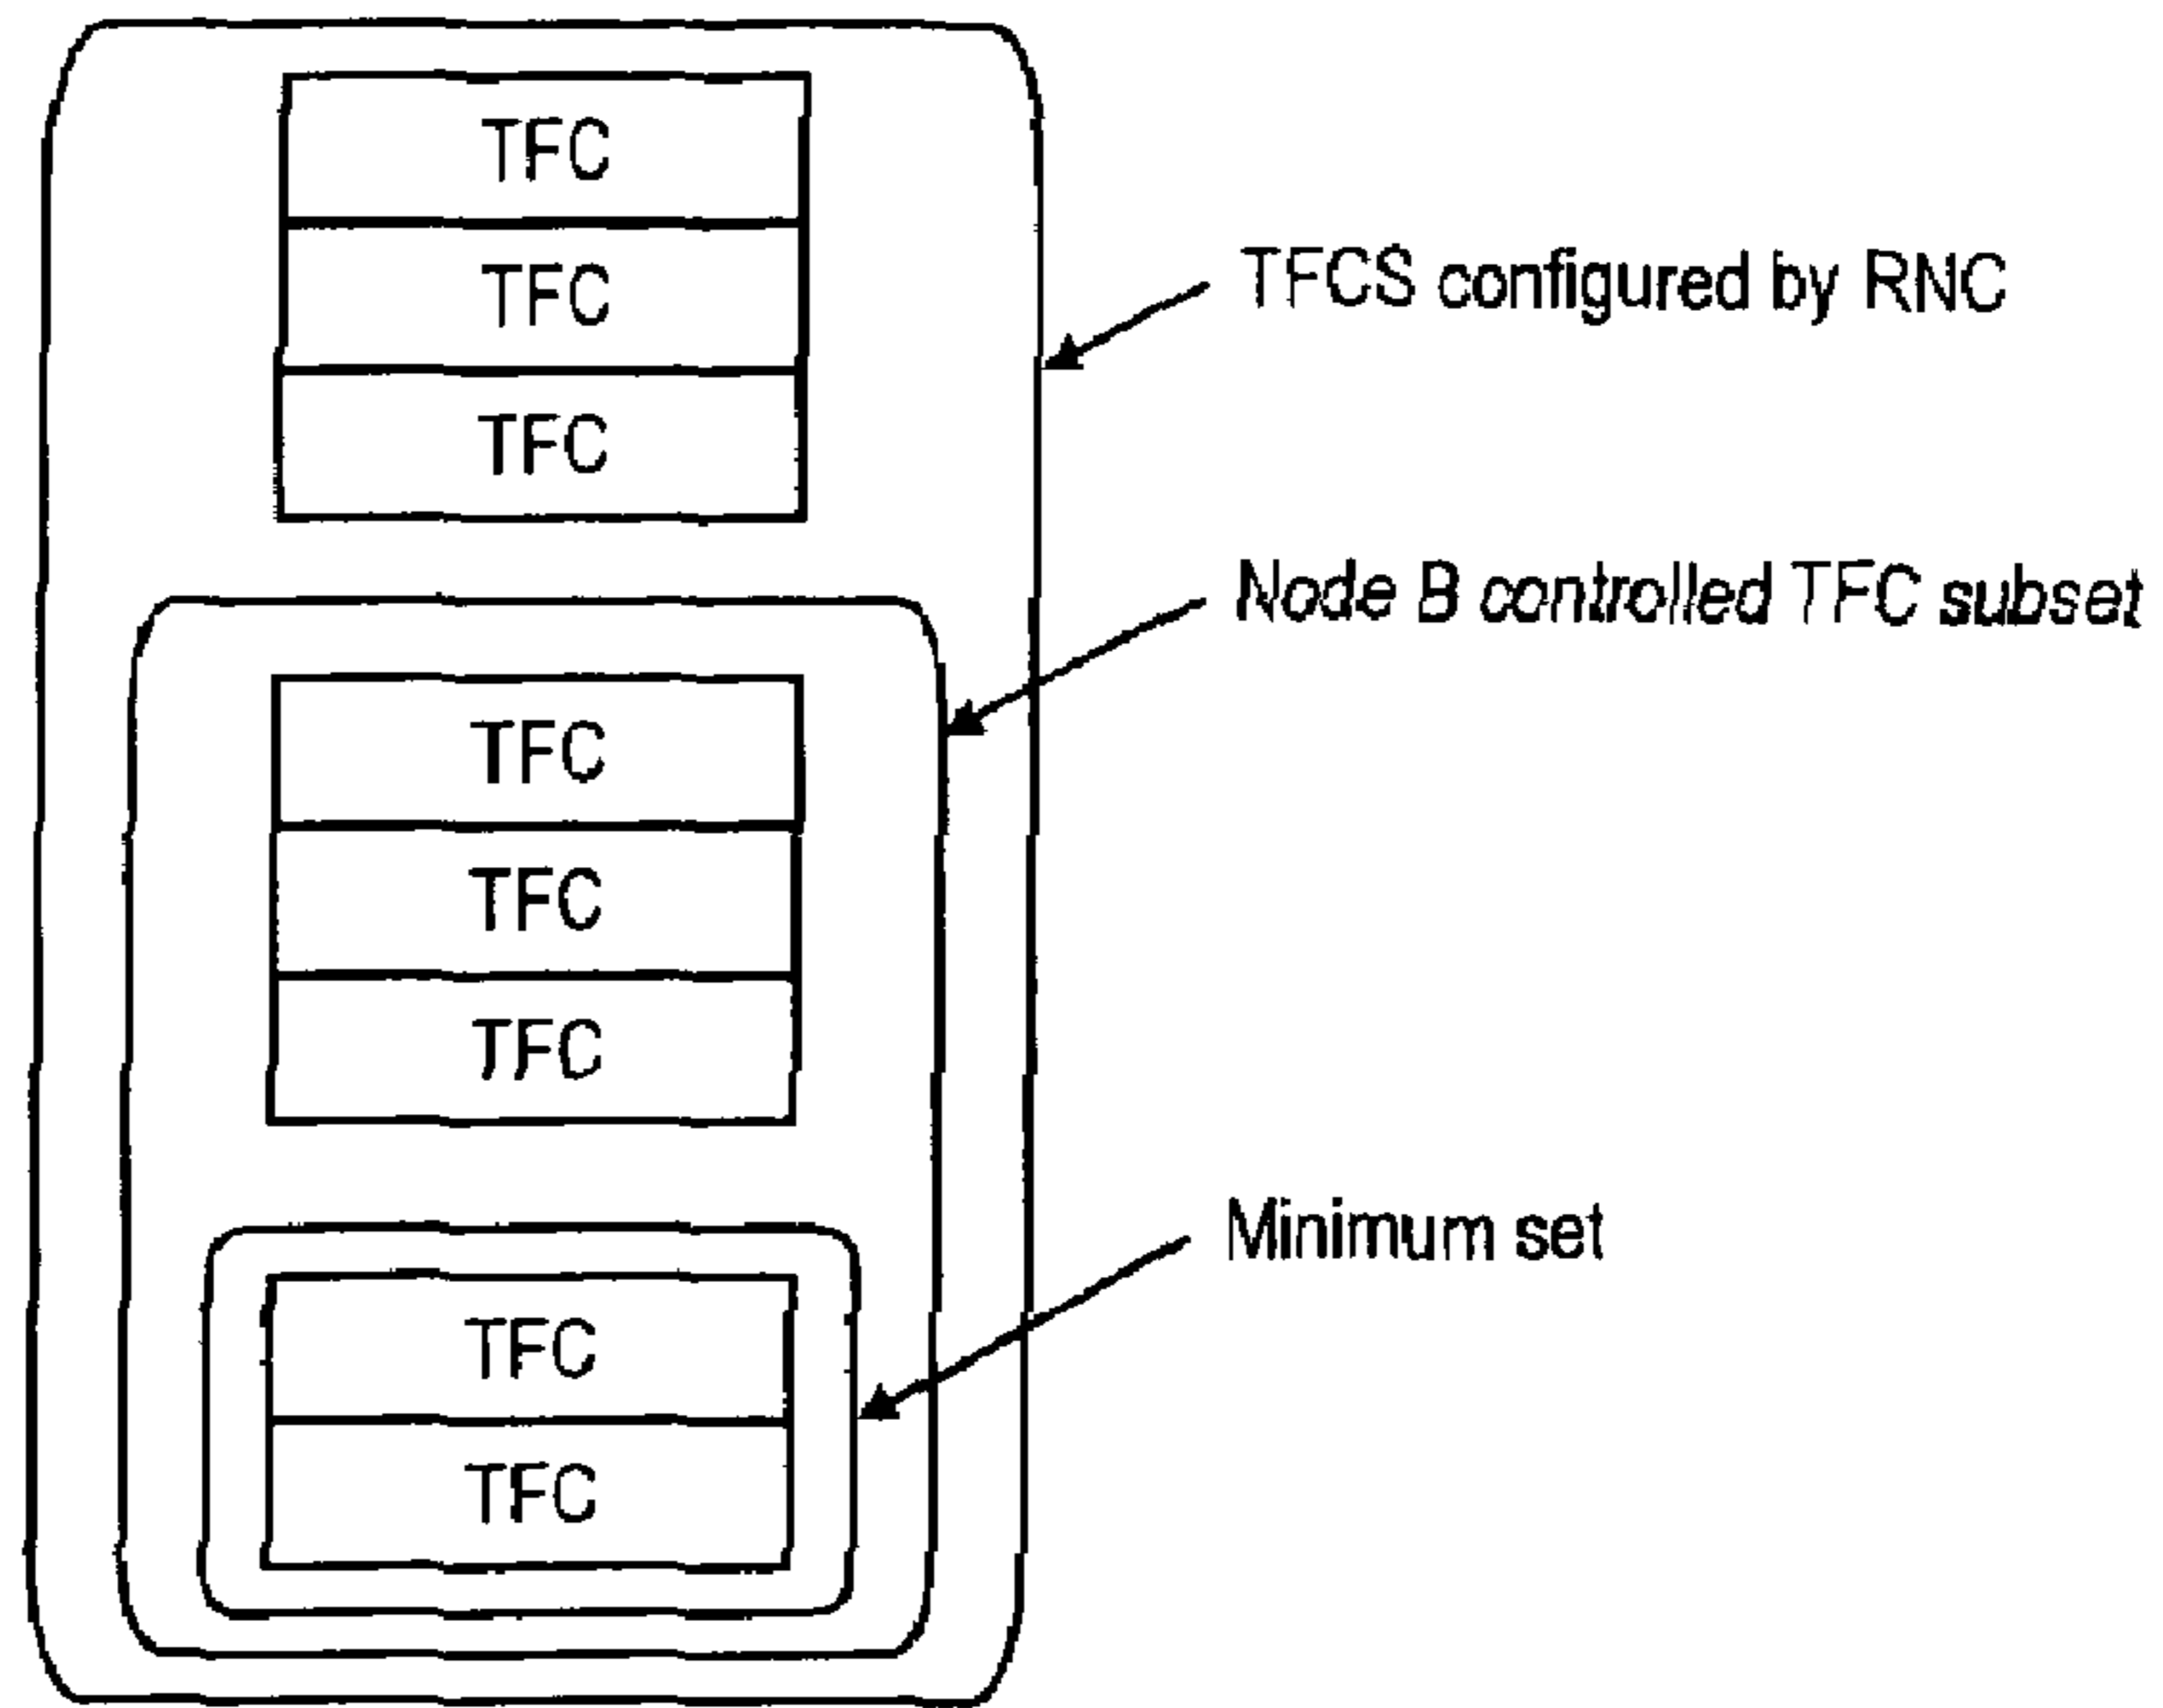 TFC
TFC
TFC
TFCS configured by RNC
Node B controlled TFC subset
TFC
TFC
TFC
Minimum set
TFC
TFC